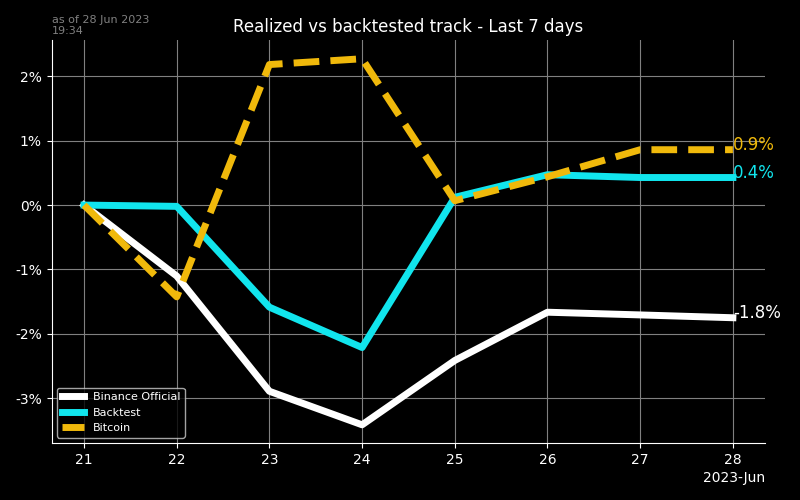 as of 28 Jun 2023
19:34
Realized vs backtested track - Last 7 days
2%
1%
0%
-1%
-2%
-3%
0.9%
0.4%
-1.8%
Binance Official
Backtest
Bitcoin
21 22 23 24 25 26 27 28
2023-Jun